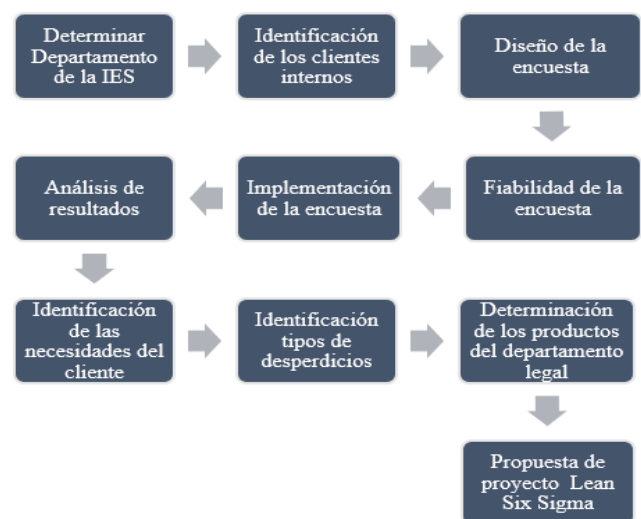 Determinar
Departamento
de la IES
Identificación
de los clientes
internos
Diseño de la
encuesta
Fiabilidad de la
encuesta
Implementación
de la encuesta
Análisis de
resultados
Identificación
de las
necesidades del
cliente
Identificación
tipos de
desperdicios
Determinación
de los productos
del departamento
legal
Propuesta de
proyecto Lean
Six Sigma